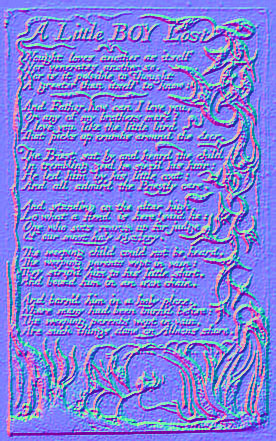 A Little BOY Lost
Nought loves another as itself
Nor venerates another so,
Nor is it possible to Thought
A greater than itself to know:
And Father, how can I love you,
Or any of my brothers more?
I love you like the little bird
That picks up crumbs around the door.
The Priest sat by and heard the child,
In trembling zeal he siez'd his hair:
He led him by his little coat:
And all admir'd the Priestly care.
And standing on the altar high,
Lo what a fiend is here! said he:
One who sets reason up for judge
Of our most holy Mystery.
The weeping child could not be heard,
The weeping parents wept in vain:
They strip'd him to his little shirt,
And bound him in an iron chain.
And burn'd him in a holy place,
Where many had been burn'd before:
The weeping parents wept in vain,
Are such things done on Albions shore.